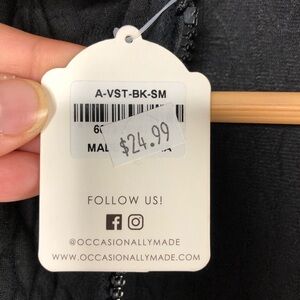 A-VST-BK-SM
$24.99
FOLLOW US!
@OCCASIONALLYMADE
WWW.OCCASIONALLYMADE.COM